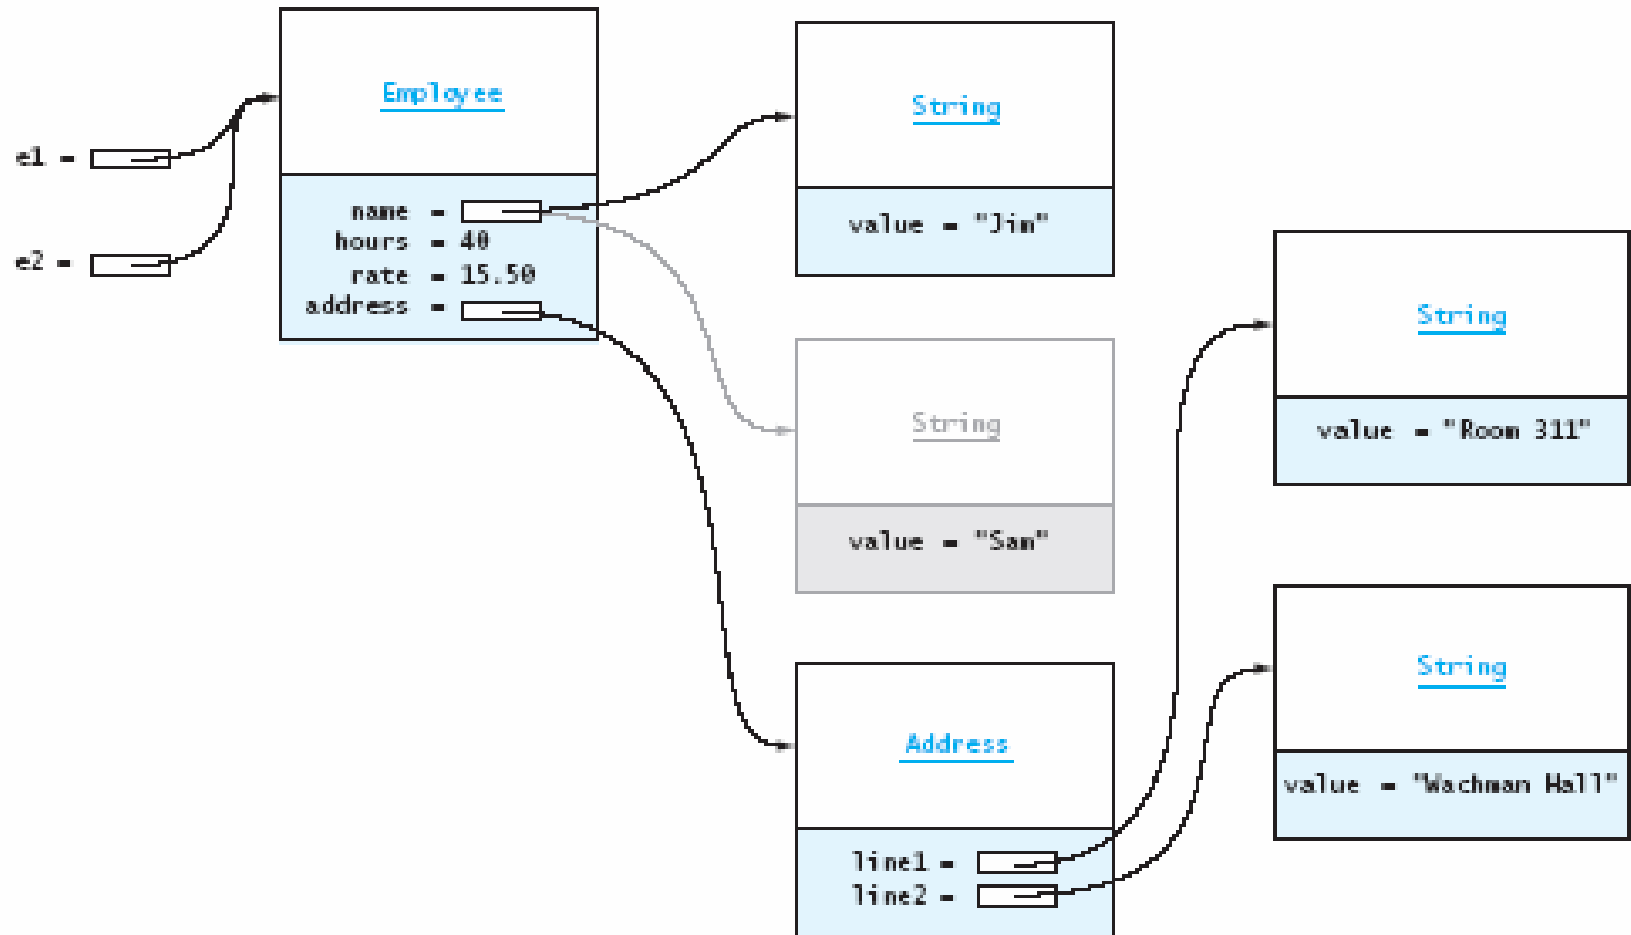 Employee
e1 =
e2 =
name =
hours = 40
rate = 15.50
address =
String
value = "Jim"
String
value = "Sam"
Address
line1 =
line2 =
String
value = "Room 311"
String
value = "Wachman Hall"